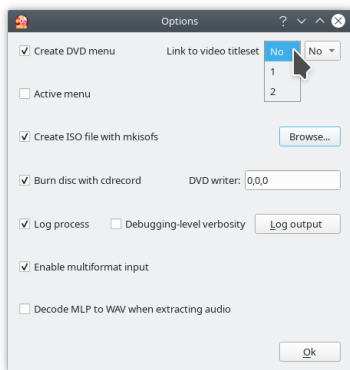 Options
Create DVD menu Link to video titleset No No
1
2
Active menu
Create ISO file with mkisofs Browse...
Burn disc with cdrecord DVD writer: 0,0,0
Log process Debugging-level verbosity Log output
Enable multiformat input
Decode MLP to WAV when extracting audio
Ok